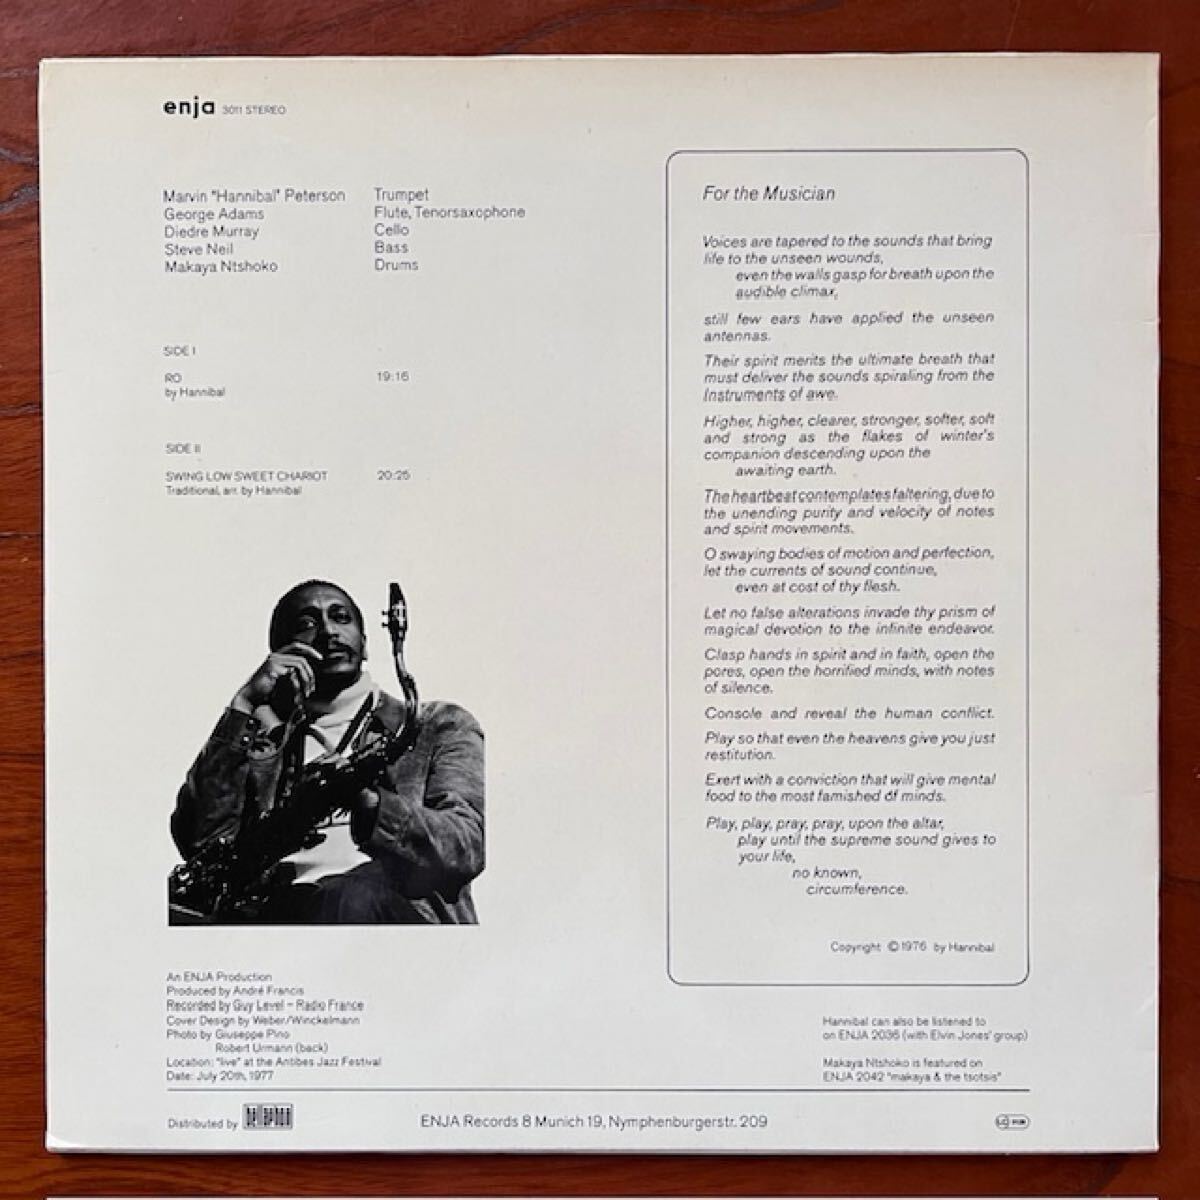 enja 3011 STEREO
Marvin "Hannibal" Peterson Trumpet
George Adams Flute, Tenorsaxophone
Diedre Murray Cello
Steve Neil Bass
Makaya Ntshoko Drums
SIDE I
RO 19:16
by Hannibal
SIDE II
SWING LOW SWEET CHARIOT 20:25
Traditional, arr. by Hannibal
An ENJA Production
Produced by André Francis
Recorded by Guy Level – Radio France
Cover Design by Weber/Winckelmann
Photo by Giuseppe Pino
Robert Urmann (back)
Location: "live" at the Antibes Jazz Festival
Date: July 20th, 1977
For the Musician
Voices are tapered to the sounds that bring
life to the unseen wounds,
even the walls gasp for breath upon the
audible climax,
still few ears have applied the unseen
antennas.
Their spirit merits the ultimate breath that
must deliver the sounds spiraling from the
Instruments of awe.
Higher, higher, clearer, stronger, softer, soft
and strong as the flakes of winter's
companion descending upon the
awaiting earth.
The heartbeat contemplates faltering, due to
the unending purity and velocity of notes
and spirit movements.
O swaying bodies of motion and perfection,
let the currents of sound continue,
even at cost of thy flesh.
Let no false alterations invade thy prism of
magical devotion to the infinite endeavor.
Clasp hands in spirit and in faith, open the
pores, open the horrified minds, with notes
of silence.
Console and reveal the human conflict.
Play so that even the heavens give you just
restitution.
Exert with a conviction that will give mental
food to the most famished of minds.
Play, play, pray, pray, upon the altar,
play until the supreme sound gives to
your life,
no known,
circumference.
Copyright © 1976 by Hannibal
Hannibal can also be listened to
on ENJA 2036 (with Elvin Jones' group)
Makaya Ntshoko is featured on
ENJA 2042 "makaya & the tsotsis"
Distributed by
ENJA Records 8 Munich 19, Nymphenburgerstr. 209
LC